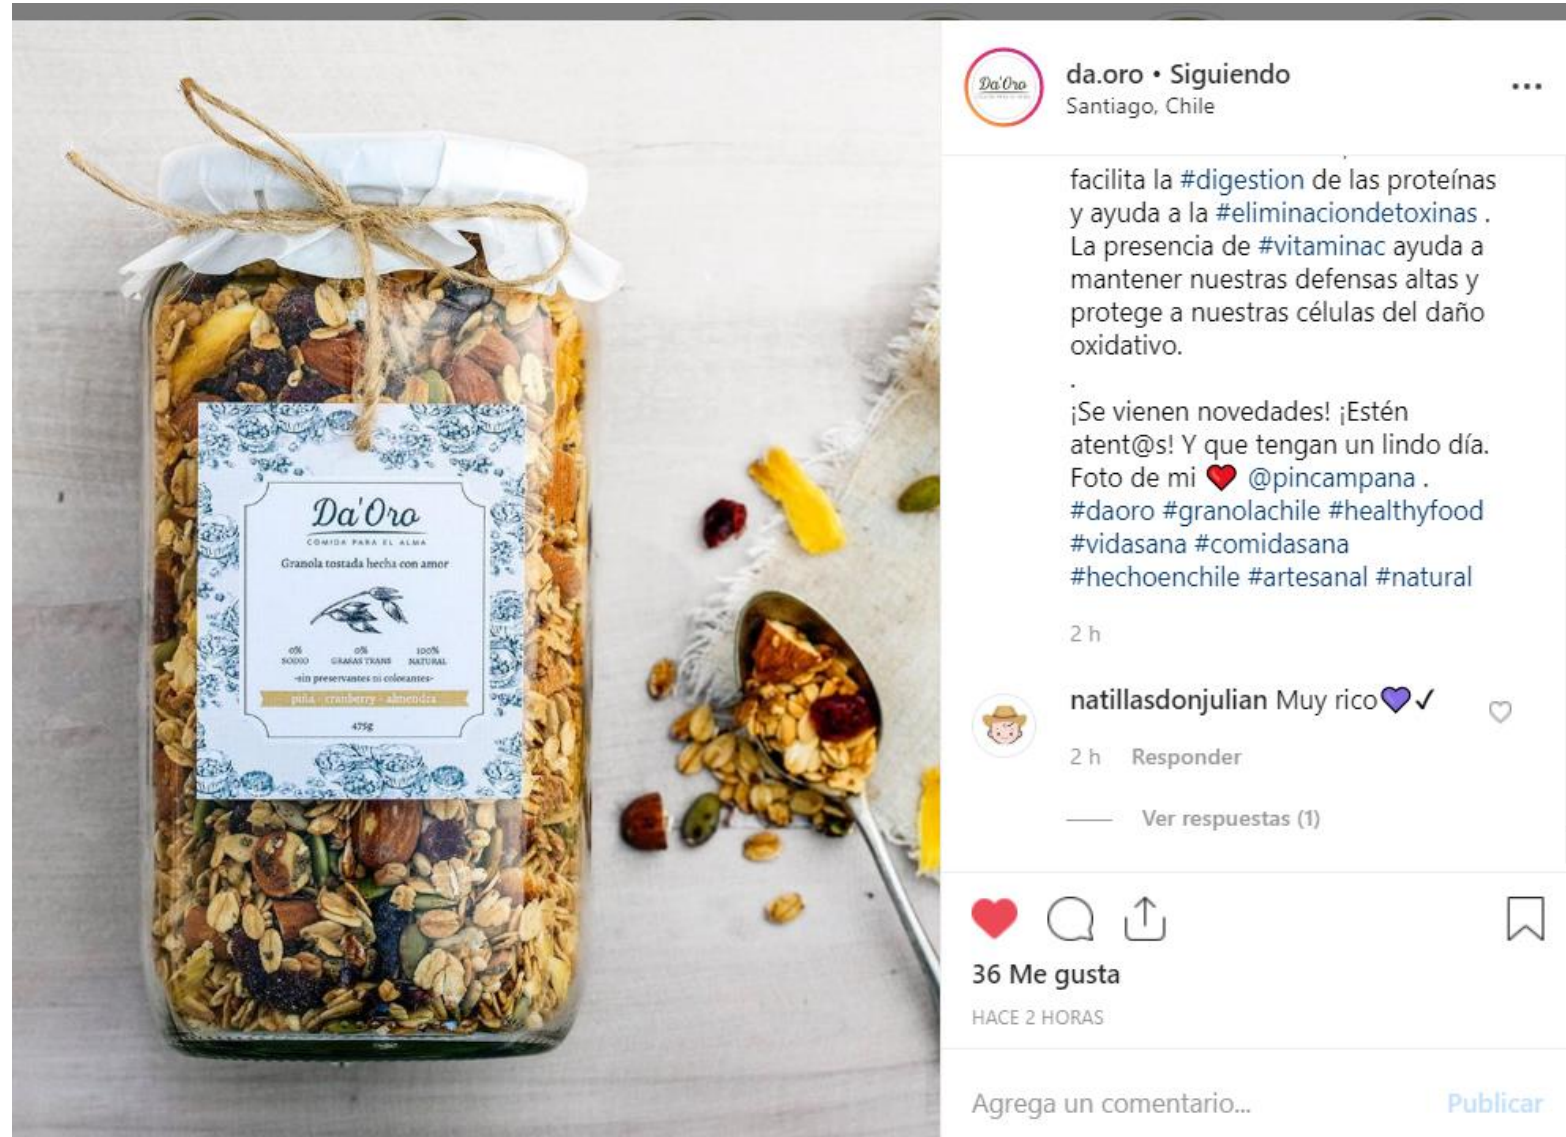 Da'Oro
COMIDA PARA EL ALMA
Granola tostada hecha con amor
0% 0% 100%
SODIO GRASAS TRANS NATURAL
-sin preservantes ni colorantes-
piña - cranberry - almendra
475g
Da'Oro
da.oro • Siguiendo
Santiago, Chile
facilita la #digestion de las proteínas
y ayuda a la #eliminaciondetoxinas .
La presencia de #vitaminac ayuda a
mantener nuestras defensas altas y
protege a nuestras células del daño
oxidativo.
.
¡Se vienen novedades! ¡Estén
atent@s! Y que tengan un lindo día.
Foto de mi ❤️ @pincampana .
#daoro #granolachile #healthyfood
#vidasana #comidasana
#hechoenchile #artesanal #natural
2 h
natillasdonjulian Muy rico💜✓
2 h Responder
Ver respuestas (1)
36 Me gusta
HACE 2 HORAS
Agrega un comentario...
Publicar